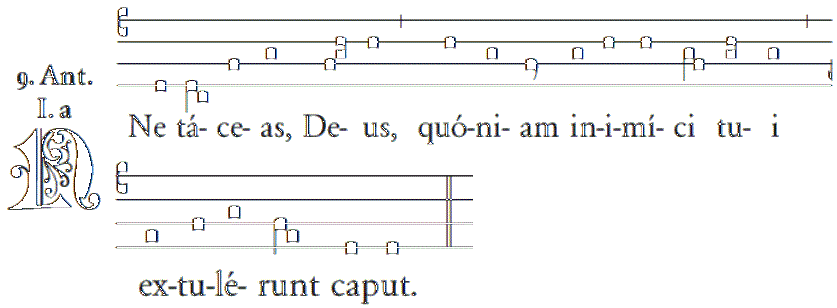 9. Ant.
I. a
Ne tá- ce- as, De- us, quó-ni- am in-i-mí- ci tu- i
N
ex-tu-lé- runt caput.